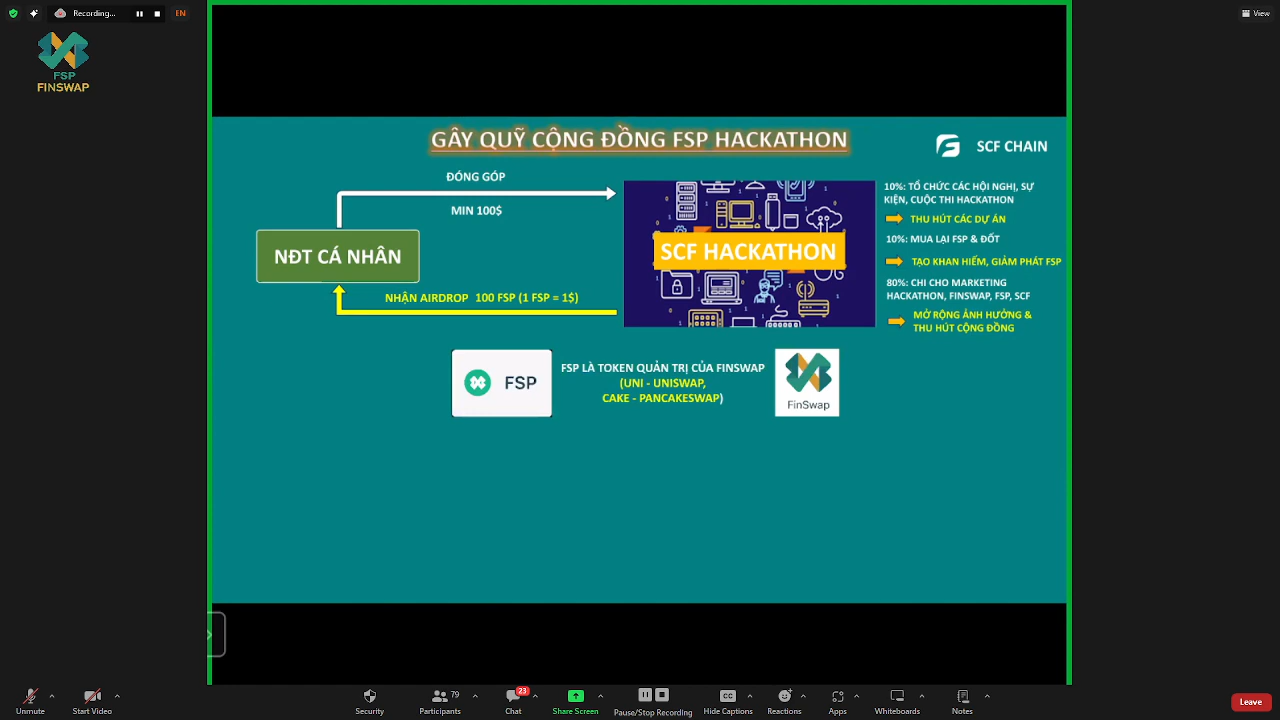 Recording...
EN
View
FSP
FINSWAP
GÂY QUỸ CỘNG ĐỒNG FSP HACKATHON
SCF CHAIN
ĐÓNG GÓP
MIN 100$
NĐT CÁ NHÂN
NHẬN AIRDROP 100 FSP (1 FSP = 1$)
SCF HACKATHON
10%: TỔ CHỨC CÁC HỘI NGHỊ, SỰ
KIỆN, CUỘC THI HACKATHON
THU HÚT CÁC DỰ ÁN
10%: MUA LẠI FSP & ĐỐT
TẠO KHAN HIẾM, GIẢM PHÁT FSP
80%: CHI CHO MARKETING
HACKATHON, FINSWAP, FSP, SCF
MỞ RỘNG ẢNH HƯỞNG &
THU HÚT CỘNG ĐỒNG
FSP
FSP LÀ TOKEN QUẢN TRỊ CỦA FINSWAP
(UNI - UNISWAP,
CAKE - PANCAKESWAP)
FinSwap
Unmute
Start Video
Security
79
Participants
23
Chat
Share Screen
Pause/Stop Recording
CC
Hide Captions
Reactions
Apps
Whiteboards
Notes
Leave